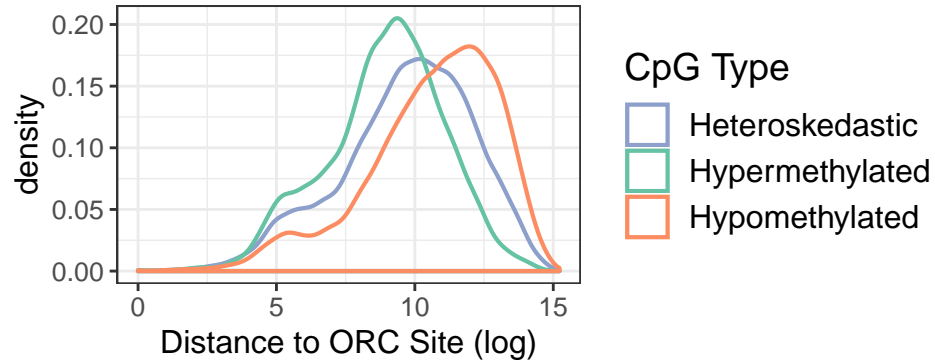 0.20
0.15
0.10
0.05
0.00
density
0
5
10
15
Distance to ORC Site (log)
CpG Type
Heteroskedastic
Hypermethylated
Hypomethylated